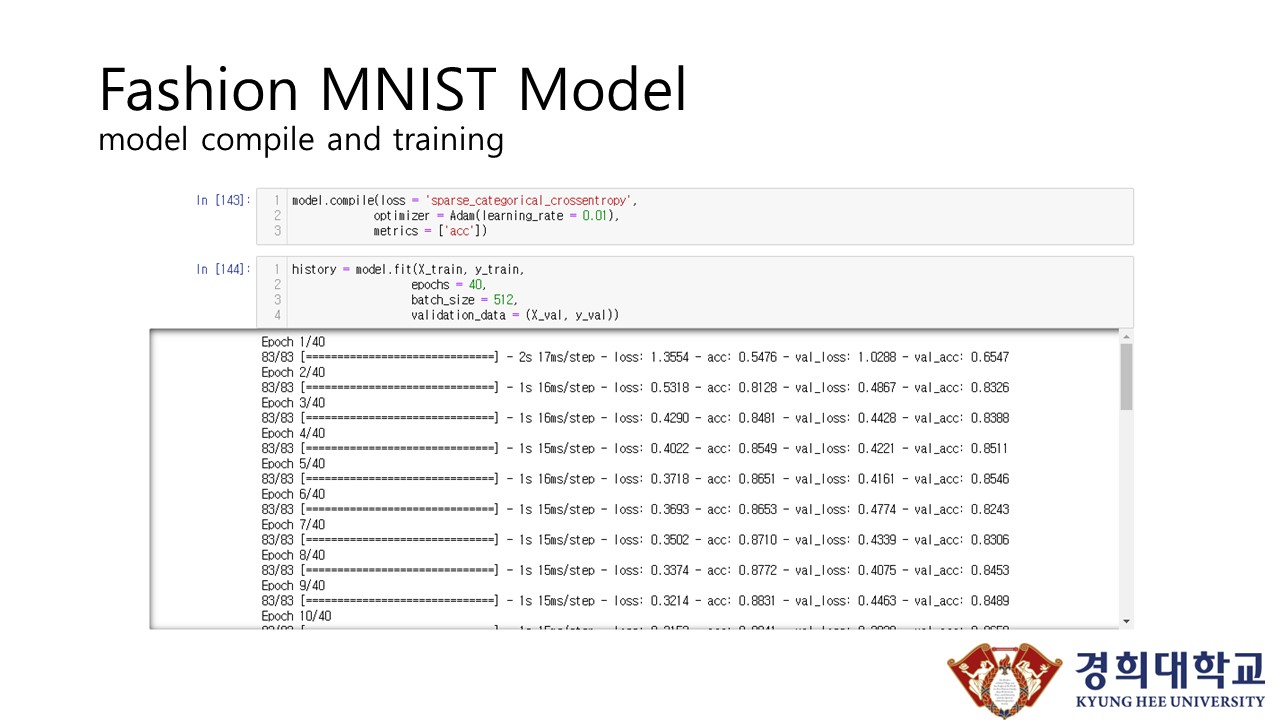 Fashion MNIST Model
model compile and training
In [143]:
1 model.compile(loss = 'sparse_categorical_crossentropy',
2 optimizer = Adam(learning_rate = 0.01),
3 metrics = ['acc'])
In [144]:
1 history = model.fit(X_train, y_train,
2 epochs = 40,
3 batch_size = 512,
4 validation_data = (X_val, y_val))
Epoch 1/40
83/83 [==============================] - 2s 17ms/step - loss: 1.3554 - acc: 0.5476 - val_loss: 1.0288 - val_acc: 0.6547
Epoch 2/40
83/83 [==============================] - 1s 16ms/step - loss: 0.5318 - acc: 0.8128 - val_loss: 0.4867 - val_acc: 0.8326
Epoch 3/40
83/83 [==============================] - 1s 16ms/step - loss: 0.4290 - acc: 0.8481 - val_loss: 0.4428 - val_acc: 0.8388
Epoch 4/40
83/83 [==============================] - 1s 15ms/step - loss: 0.4022 - acc: 0.8549 - val_loss: 0.4221 - val_acc: 0.8511
Epoch 5/40
83/83 [==============================] - 1s 16ms/step - loss: 0.3718 - acc: 0.8651 - val_loss: 0.4161 - val_acc: 0.8546
Epoch 6/40
83/83 [==============================] - 1s 15ms/step - loss: 0.3693 - acc: 0.8653 - val_loss: 0.4774 - val_acc: 0.8243
Epoch 7/40
83/83 [==============================] - 1s 15ms/step - loss: 0.3502 - acc: 0.8710 - val_loss: 0.4339 - val_acc: 0.8306
Epoch 8/40
83/83 [==============================] - 1s 15ms/step - loss: 0.3374 - acc: 0.8772 - val_loss: 0.4075 - val_acc: 0.8453
Epoch 9/40
83/83 [==============================] - 1s 15ms/step - loss: 0.3214 - acc: 0.8831 - val_loss: 0.4463 - val_acc: 0.8489
Epoch 10/40
경희대학교
KYUNG HEE UNIVERSITY